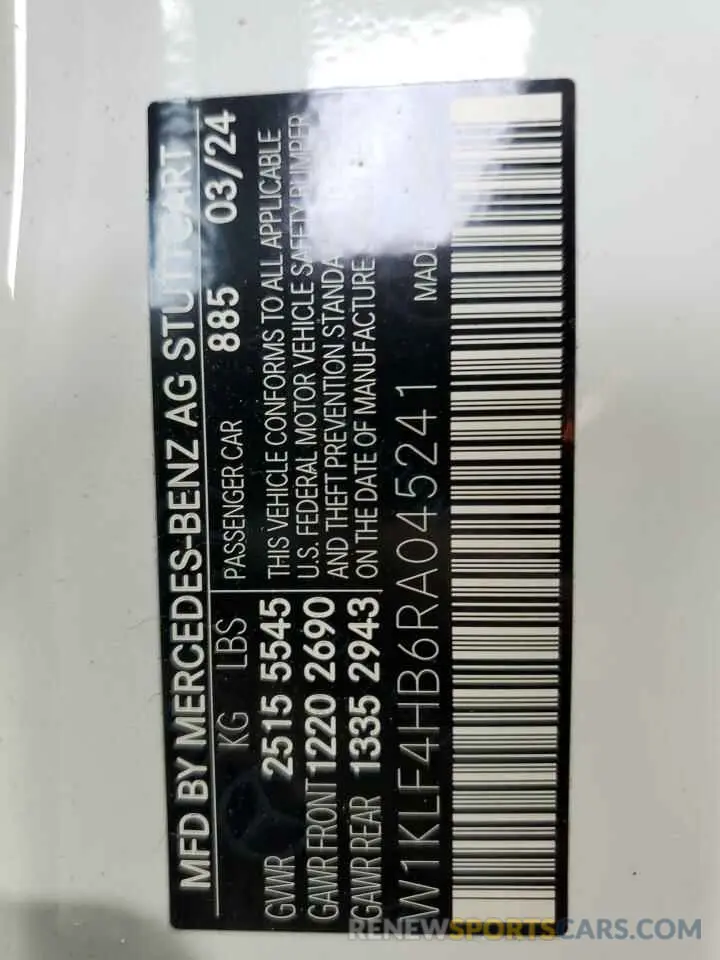 MFD BY MERCEDES-BENZ AG STUTTGART
KG LBS PASSENGER CAR 885 03/24
GVWR 2515 5545 THIS VEHICLE CONFORMS TO ALL APPLICABLE
GAWR FRONT 1220 2690 U.S. FEDERAL MOTOR VEHICLE SAFETY BUMPER
GAWR REAR 1335 2943 AND THEFT PREVENTION
ON THE DATE OF MANUFACTURE
W1KLF4HB6RA045241 MADE
RENEWSPORTSCARS.COM